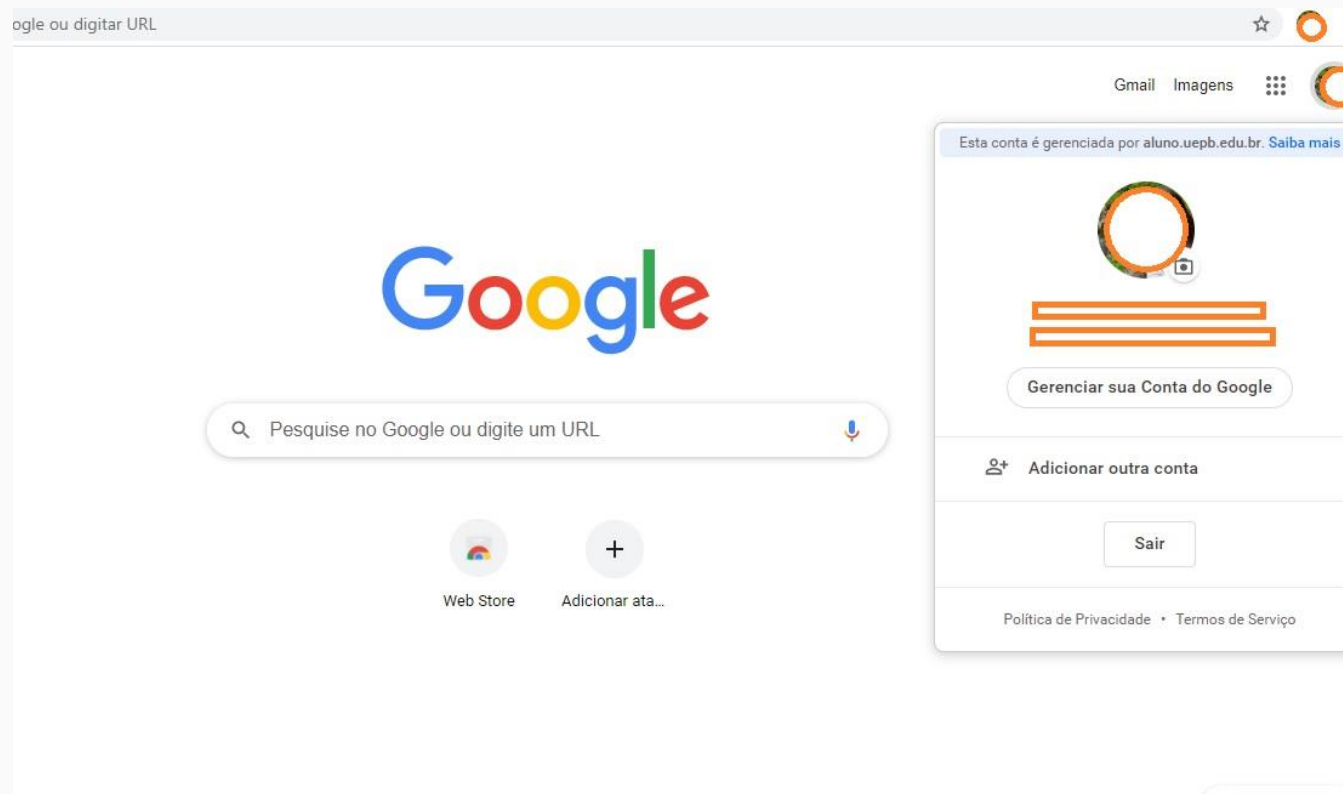 ogle ou digitar URL
Gmail Imagens
Esta conta é gerenciada por aluno.uepb.edu.br. Saiba mais
Google
Gerenciar sua Conta do Google
Pesquise no Google ou digite um URL
Adicionar outra conta
Sair
Web Store
Adicionar ata...
Política de Privacidade • Termos de Serviço